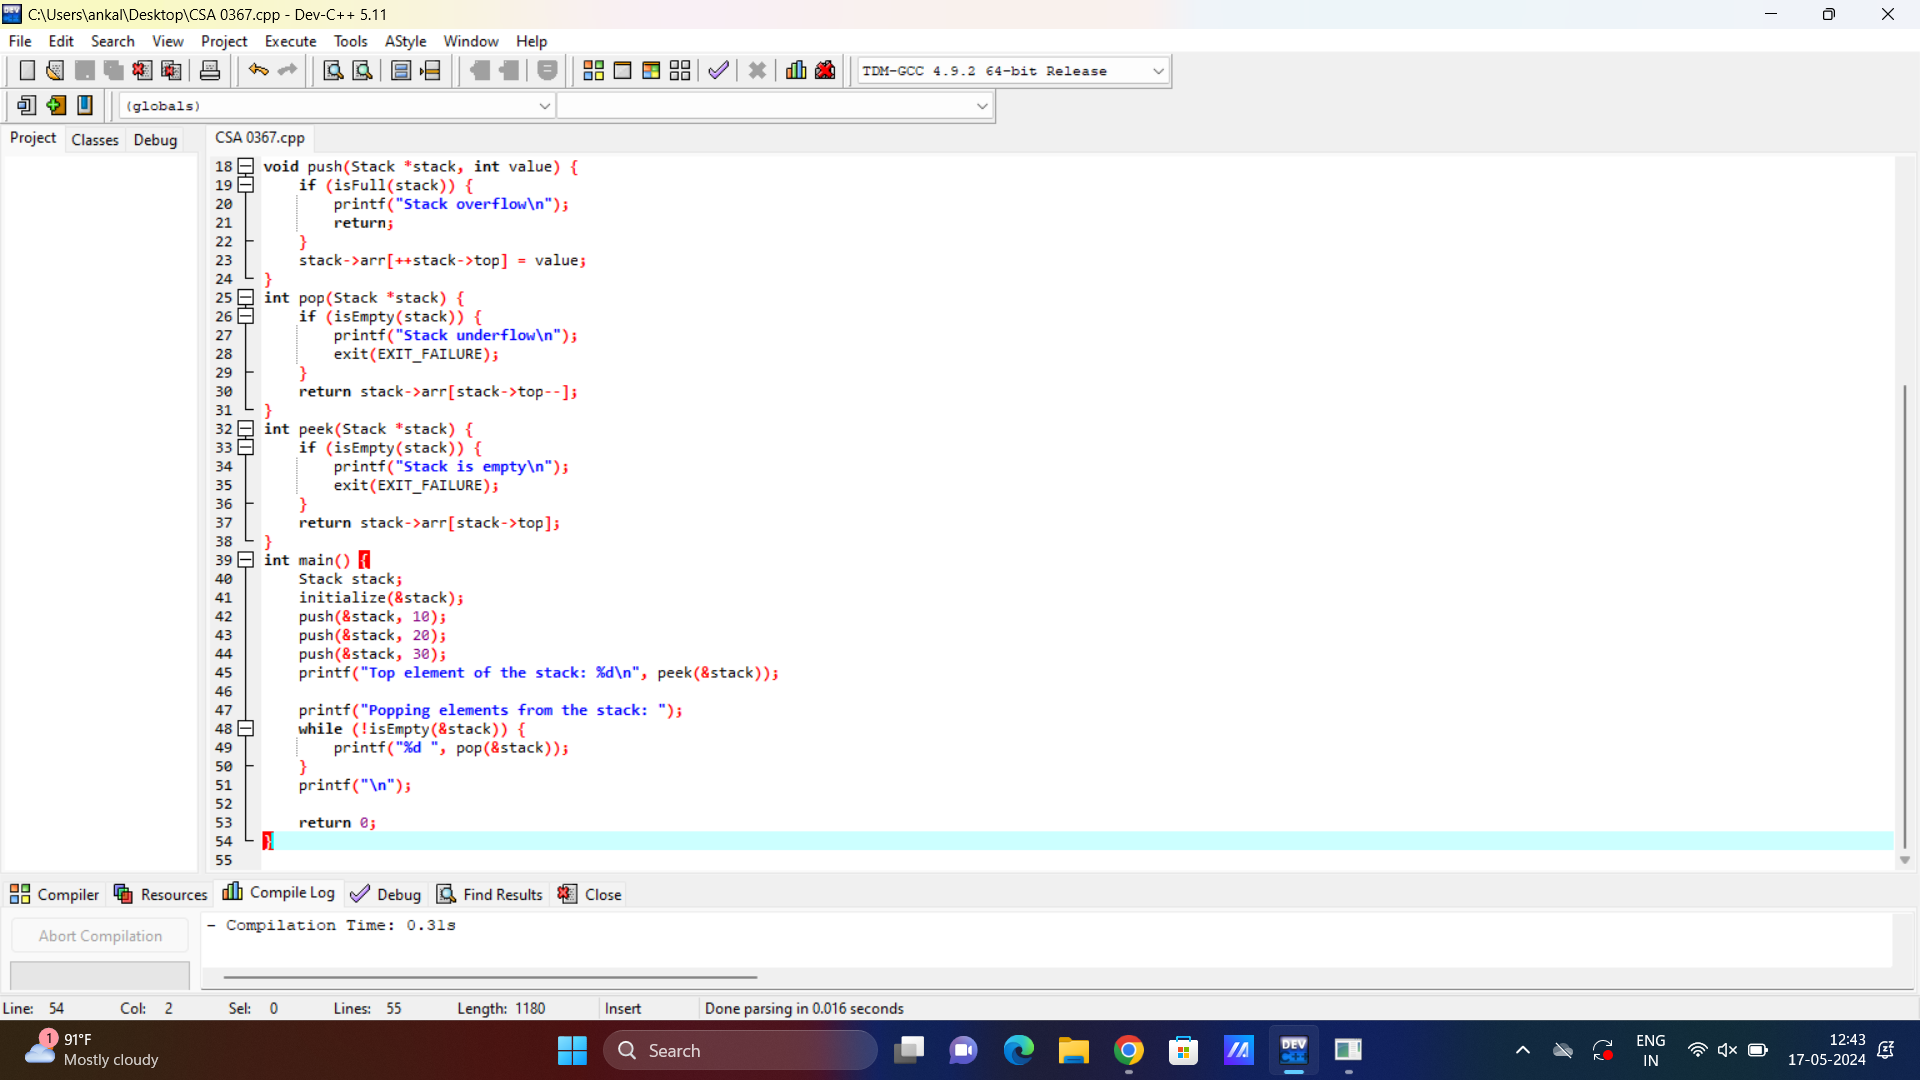 C:\Users\ankal\Desktop\CSA 0367.cpp - Dev-C++ 5.11
File Edit Search View Project Execute Tools AStyle Window Help
TDM-GCC 4.9.2 64-bit Release
(globals)
Project Classes Debug CSA 0367.cpp
18 void push(Stack *stack, int value) {
19     if (isFull(stack)) {
20         printf("Stack overflow\n");
21         return;
22     }
23     stack->arr[++stack->top] = value;
24 }
25 int pop(Stack *stack) {
26     if (isEmpty(stack)) {
27         printf("Stack underflow\n");
28         exit(EXIT_FAILURE);
29     }
30     return stack->arr[stack->top--];
31 }
32 int peek(Stack *stack) {
33     if (isEmpty(stack)) {
34         printf("Stack is empty\n");
35         exit(EXIT_FAILURE);
36     }
37     return stack->arr[stack->top];
38 }
39 int main() {
40     Stack stack;
41     initialize(&stack);
42     push(&stack, 10);
43     push(&stack, 20);
44     push(&stack, 30);
45     printf("Top element of the stack: %d\n", peek(&stack));
46
47     printf("Popping elements from the stack: ");
48     while (!isEmpty(&stack)) {
49         printf("%d ", pop(&stack));
50     }
51     printf("\n");
52
53     return 0;
54 }
55
Compiler Resources Compile Log Debug Find Results Close
Abort Compilation
- Compilation Time: 0.31s
Line: 54 Col: 2 Sel: 0 Lines: 55 Length: 1180 Insert Done parsing in 0.016 seconds
1
91°F
Mostly cloudy
Search
DEV C++
ENG
IN
12:43
17-05-2024